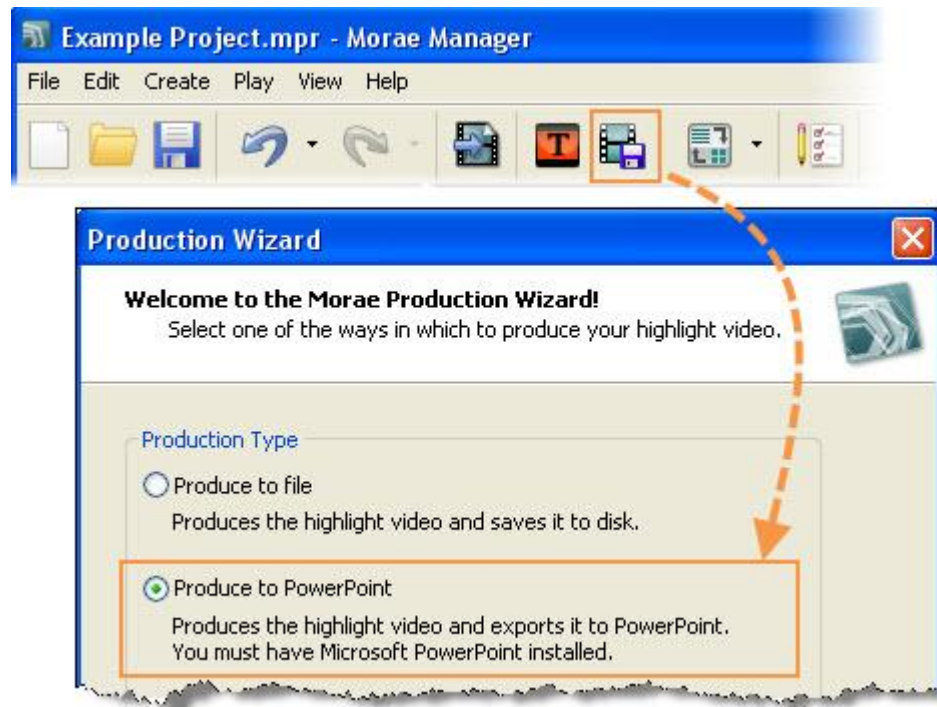 Example Project.mpr - Morae Manager
File Edit Create Play View Help
T
Production Wizard
Welcome to the Morae Production Wizard!
Select one of the ways in which to produce your highlight video.
Production Type
Produce to file
Produces the highlight video and saves it to disk.
Produce to PowerPoint
Produces the highlight video and exports it to PowerPoint.
You must have Microsoft PowerPoint installed.